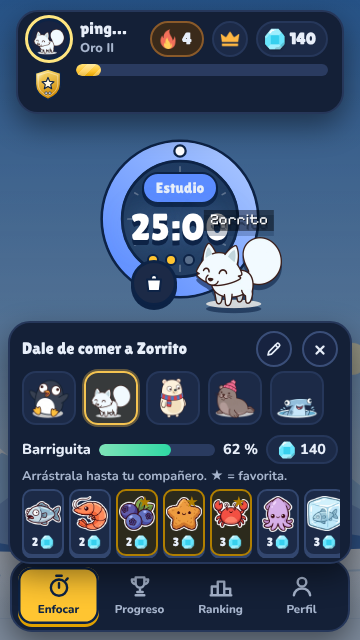 ping...
Oro II
4
140
Estudio
25:00
Zorrito
Dale de comer a Zorrito
Barriguita
62 %
140
Arrástrala hasta tu compañero. ★ = favorita.
2
2
2
3
3
3
3
Enfocar
Progreso
Ranking
Perfil